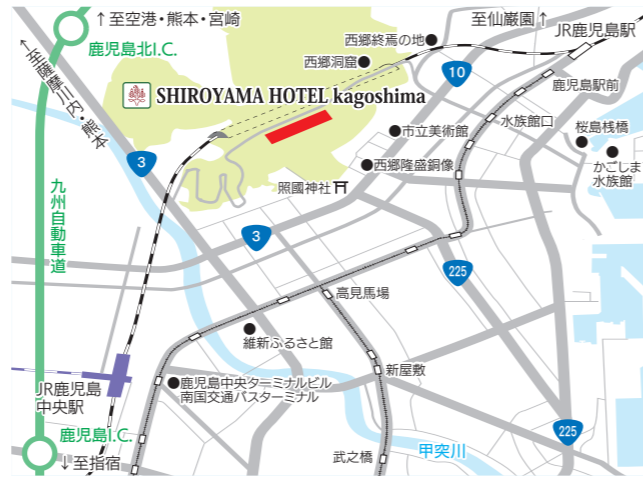 ↑至空港・熊本・宮崎
鹿児島北I.C.
↑至薩摩川内・熊本
九州自動車道
3
SHIROYAMA HOTEL kagoshima
西郷終焉の地
西郷洞窟
至仙巌園↑
JR鹿児島駅
10
鹿児島駅前
水族館口
桜島桟橋
かごしま
水族館
市立美術館
西郷隆盛銅像
照國神社
3
225
高見馬場
維新ふるさと館
新屋敷
JR鹿児島
中央駅
鹿児島中央ターミナルビル
南国交通バスターミナル
鹿児島I.C.
↓至指宿
武之橋
甲突川
225